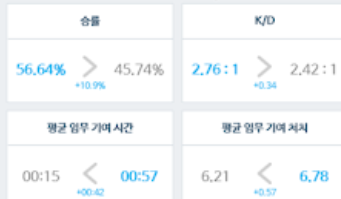 승률
K/D
56.64% > 45.74%
+10.9%
2.76 : 1 > 2.42 : 1
+0.34
평균 임무 기여 시간
평균 임무 기여 처치
00:15 < 00:57
+00:42
6.21 < 6.78
+0.57